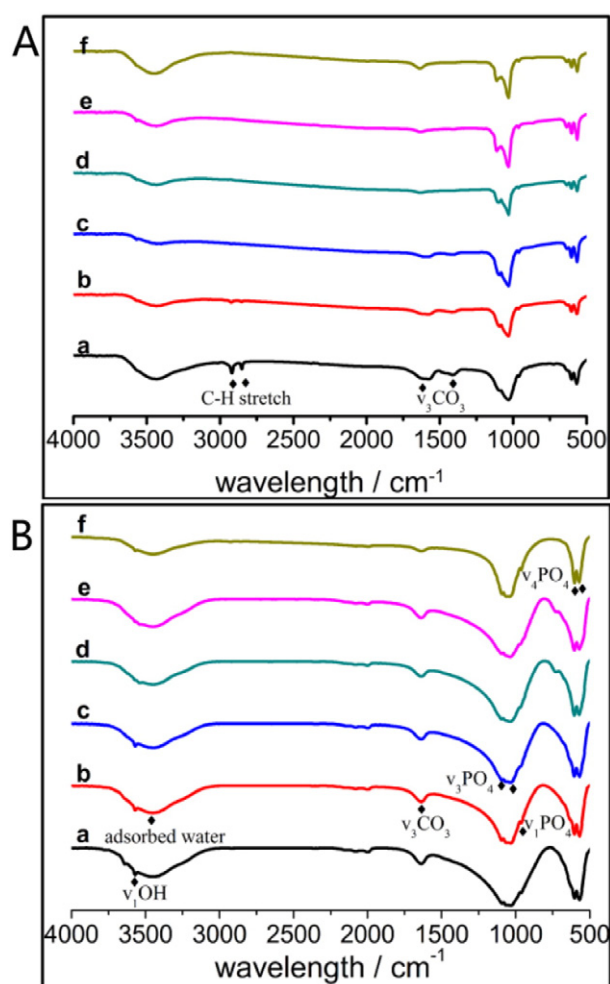 A
f
e
d
c
b
a
C-H stretch
v₃CO₃
4000 3500 3000 2500 2000 1500 1000 500
wavelength / cm⁻¹
B
f
v₄PO₄
e
d
c
v₃PO₄
b
adsorbed water
v₃CO₃
v₁PO₄
a
v₁OH
4000 3500 3000 2500 2000 1500 1000 500
wavelength / cm⁻¹